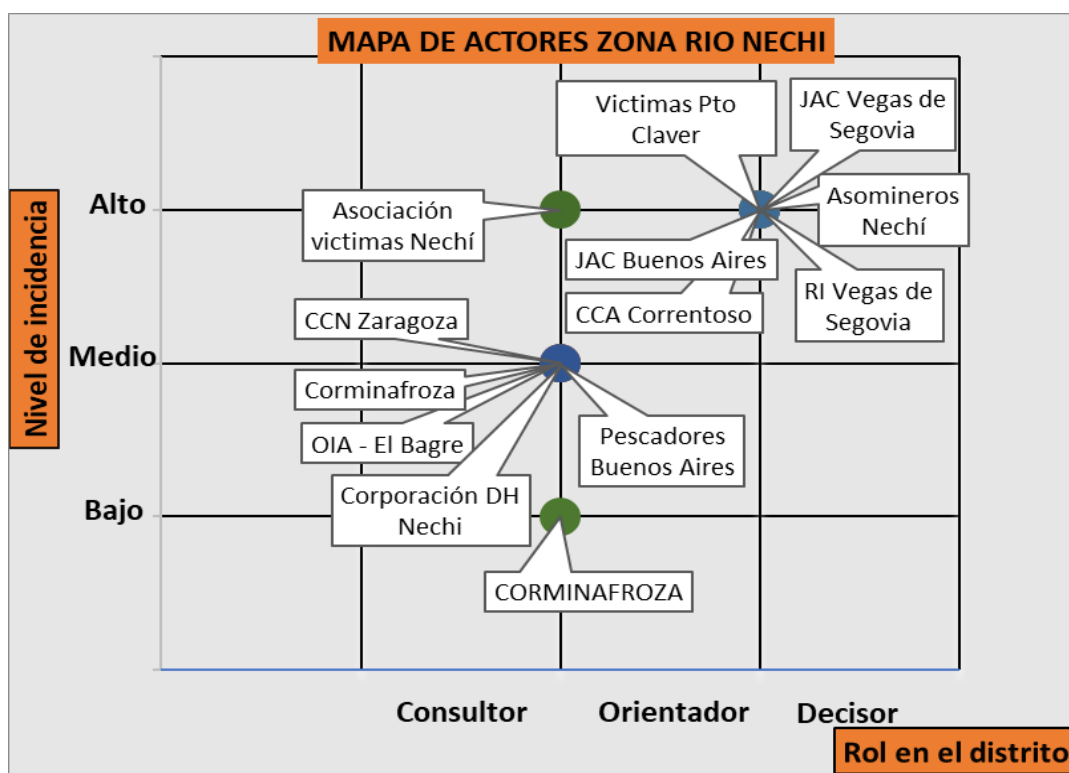 MAPA DE ACTORES ZONA RIO NECHI
Victimas Pto
Claver
JAC Vegas de
Segovia
Alto
Asociación
victimas Nechí
Asomineros
Nechí
JAC Buenos Aires
CCA Correntoso
RI Vegas de
Segovia
Nivel de incidencia
CCN Zaragoza
Medio
Corminafroza
OIA - El Bagre
Pescadores
Buenos Aires
Corporación DH
Nechi
Bajo
CORMINAFROZA
Consultor
Orientador
Decisor
Rol en el distrito